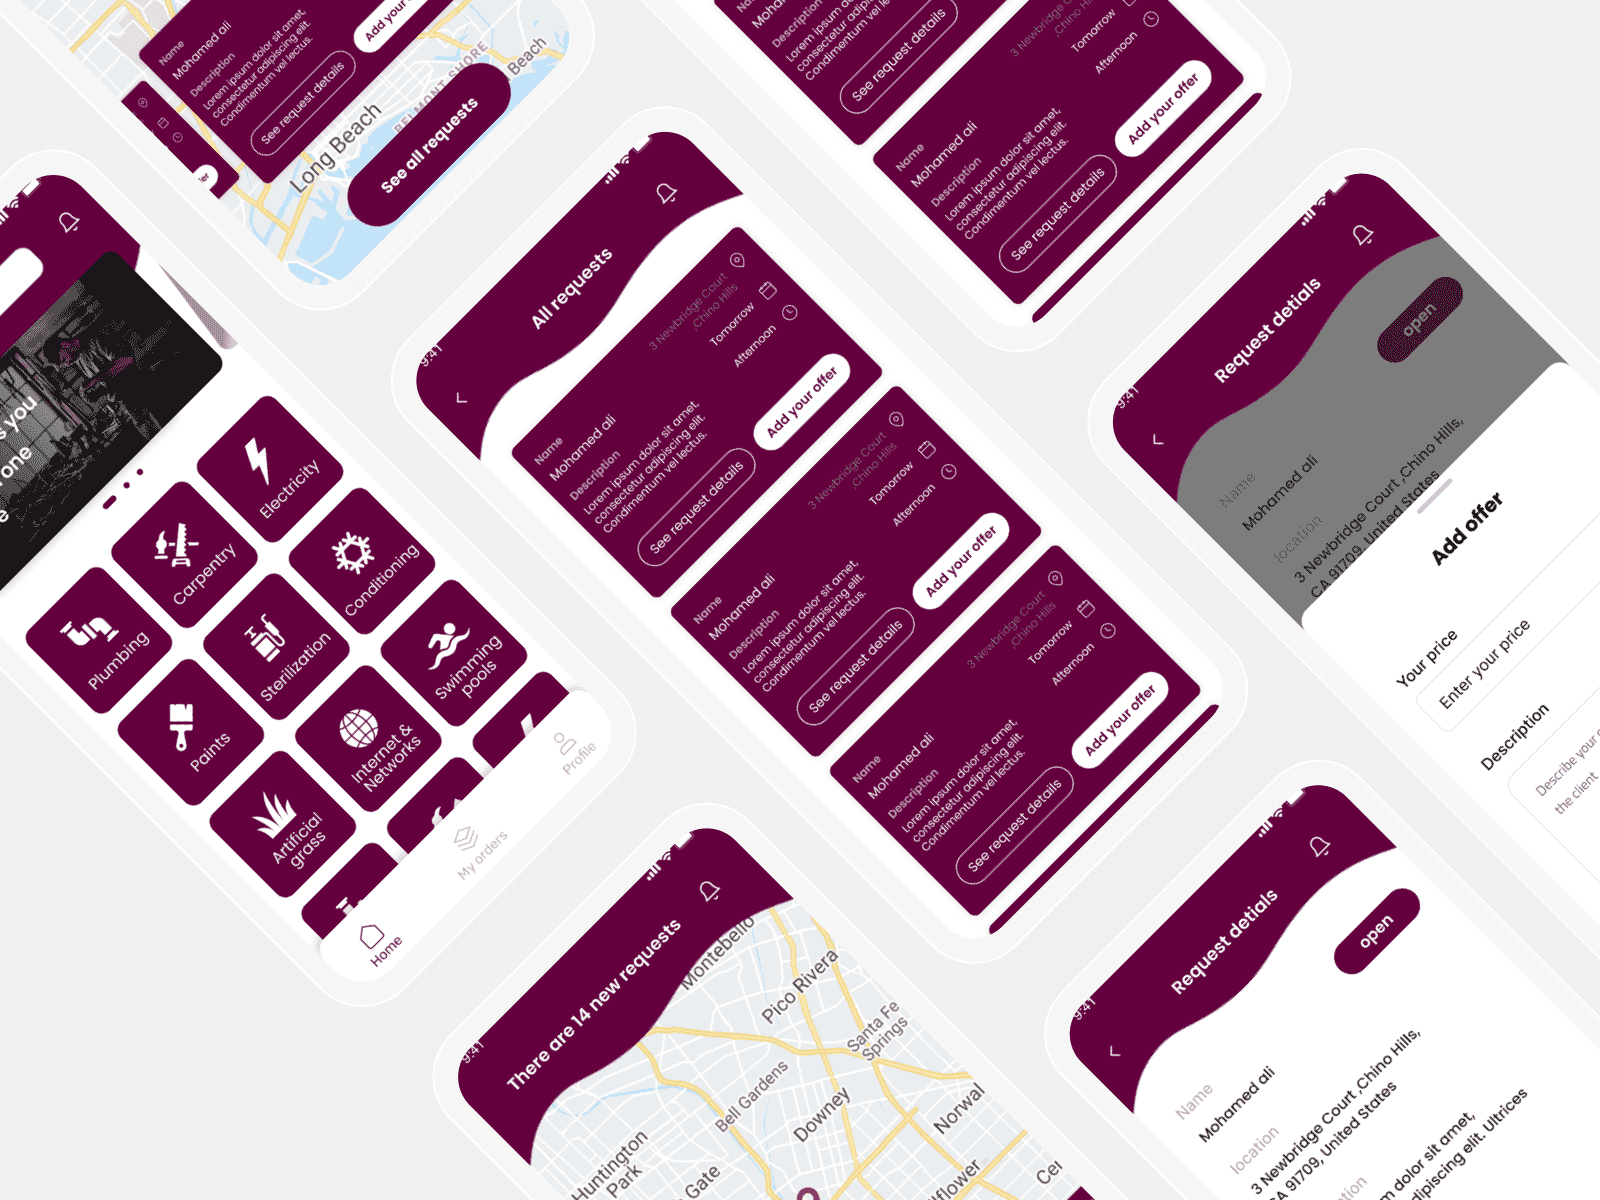 Name
Mohamed ali
Description
Lorem ipsum dolor sit amet,
consectetur adipiscing elit.
Condimentum vel lectus.
See request details
Add your
Long Beach
BELMONT SHORE
Beach
See all requests
s you
one
Electricity
Carpentry
Conditioning
Plumbing
Sterilization
Swimming
pools
Paints
Internet &
Networks
Artificial
grass
Home
My orders
Profile
9:41
All requests
3 Newbridge Court
,Chino Hills
Tomorrow
Afternoon
Name
Mohamed ali
Description
Lorem ipsum dolor sit amet,
consectetur adipiscing elit.
Condimentum vel lectus.
See request details
Add your offer
3 Newbridge Court
,Chino Hills
Tomorrow
Afternoon
Name
Mohamed ali
Description
Lorem ipsum dolor sit amet,
consectetur adipiscing elit.
Condimentum vel lectus.
See request details
Add your offer
3 Newbridge Court
,Chino Hills
Tomorrow
Afternoon
Name
Mohamed ali
Description
Lorem ipsum dolor sit amet,
consectetur adipiscing elit.
Condimentum vel lectus.
See request details
Add your offer
Lorem ipsum dolor sit amet,
consectetur adipiscing elit.
Condimentum vel lectus.
See request details
3 Newbridge Court
,Chino Hills
Tomorrow
Afternoon
Name
Mohamed ali
Description
Lorem ipsum dolor sit amet,
consectetur adipiscing elit.
Condimentum vel lectus.
See request details
Add your offer
9:41
Request detials
open
Name
Mohamed ali
location
3 Newbridge Court ,Chino Hills,
CA 91709, United States
Add offer
Your price
Enter your price
Description
Describe your
the client
9:41
There are 14 new requests
Montebello
Pico Rivera
Santa Fe
Springs
Bell Gardens
Downey
Norwal
Huntington
Park
Gate
lflower
Cer
9:41
Request detials
open
Name
Mohamed ali
location
3 Newbridge Court ,Chino Hills,
CA 91709, United States
dolor sit amet,
dipiscing elit. Ultrices